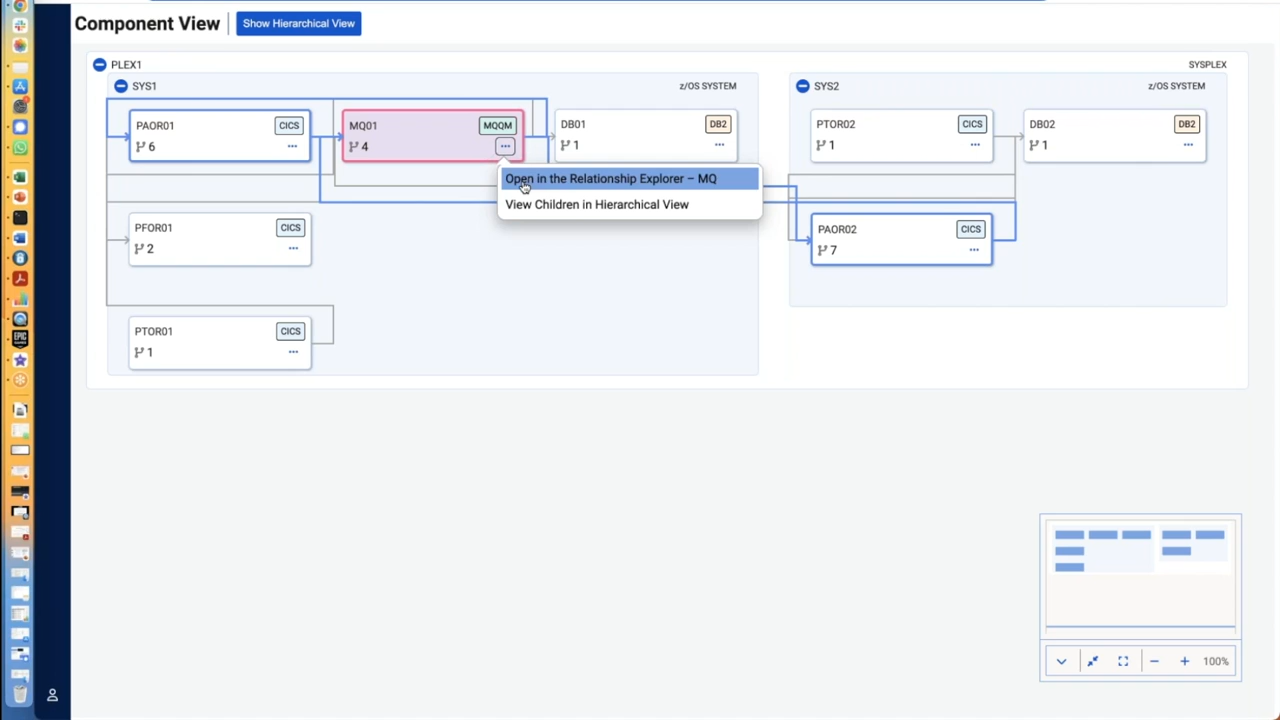 Component View
Show Hierarchical View
PLEX1
SYSPLEX
SYS1
z/OS SYSTEM
SYS2
z/OS SYSTEM
PAOR01
CICS
6
MQ01
MQQM
4
DB01
DB2
1
PTOR02
CICS
1
DB02
DB2
1
Open in the Relationship Explorer – MQ
View Children in Hierarchical View
PFOR01
CICS
2
PAOR02
CICS
7
PTOR01
CICS
1
EPIC
100%